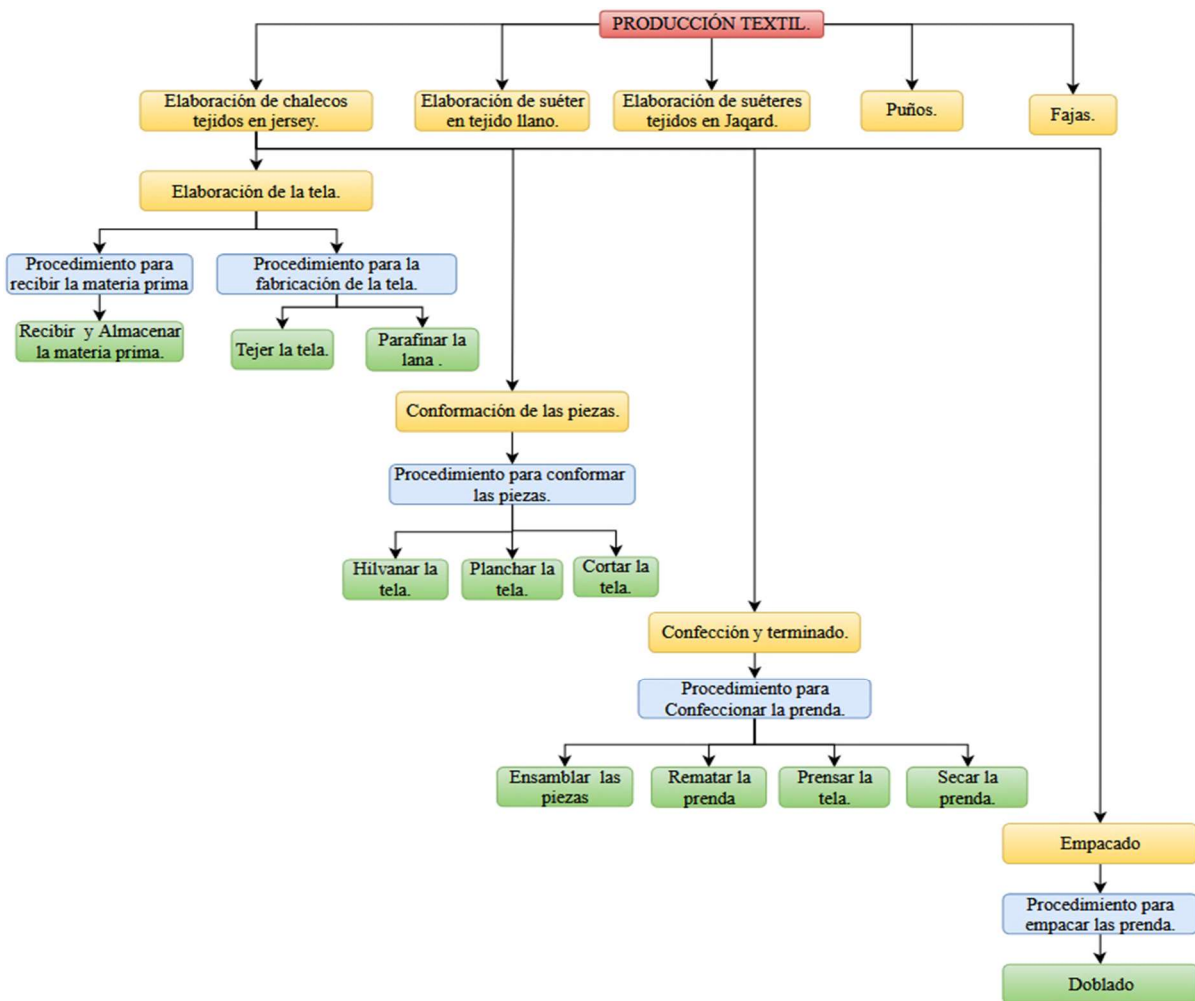 PRODUCCIÓN TEXTIL.
Elaboración de chalecos
tejidos en jersey.
Elaboración de suéter
en tejido llano.
Elaboración de suéteres
tejidos en Jaqard.
Puños.
Fajas.
Elaboración de la tela.
Procedimiento para
recibir la materia prima
Procedimiento para la
fabricación de la tela.
Recibir y Almacenar
la materia prima.
Tejer la tela.
Parafinar la
lana .
Conformación de las piezas.
Procedimiento para conformar
las piezas.
Hilvanar la
tela.
Planchar la
tela.
Cortar la
tela.
Confección y terminado.
Procedimiento para
Confeccionar la prenda.
Ensamblar las
piezas
Rematar la
prenda
Prensar la
tela.
Secar la
prenda.
Empacado
Procedimiento para
empacar las prenda.
Doblado